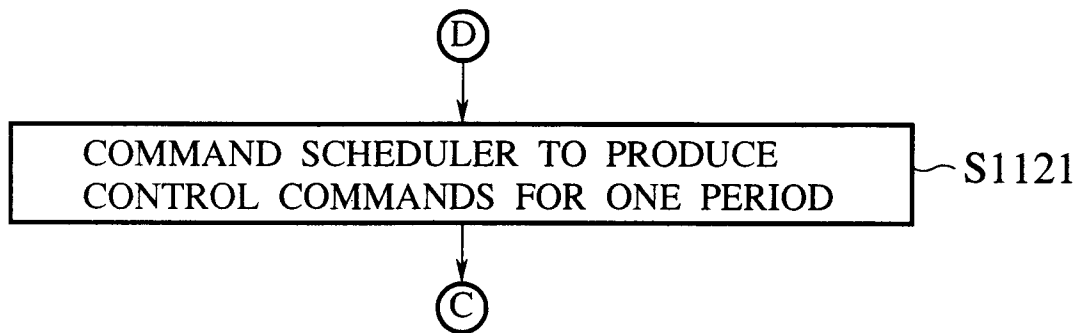 D
COMMAND SCHEDULER TO PRODUCE
CONTROL COMMANDS FOR ONE PERIOD
S1121
C